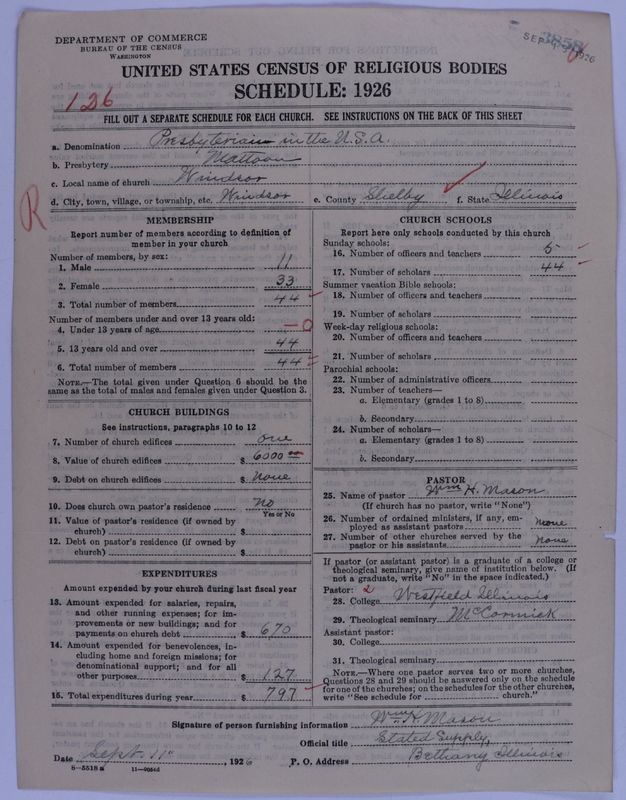 DEPARTMENT OF COMMERCE
BUREAU OF THE CENSUS
WASHINGTON
3858
SEP 1926
UNITED STATES CENSUS OF RELIGIOUS BODIES
SCHEDULE: 1926
126
FILL OUT A SEPARATE SCHEDULE FOR EACH CHURCH. SEE INSTRUCTIONS ON THE BACK OF THIS SHEET
a. Denomination Presbyterian in the U.S.A.
b. Presbytery Mattoon
c. Local name of church Windsor
d. City, town, village, or township, etc. Windsor e. County Shelby f. State Illinois
R
MEMBERSHIP
Report number of members according to definition of
member in your church
Number of members, by sex:
1. Male 11
2. Female 33
3. Total number of members 44
Number of members under and over 13 years old:
4. Under 13 years of age — 0
5. 13 years old and over 44
6. Total number of members 44
NOTE.—The total given under Question 6 should be the
same as the total of males and females given under Question 3.
CHURCH BUILDINGS
See instructions, paragraphs 10 to 12
7. Number of church edifices one
8. Value of church edifices $ 6000 00
9. Debt on church edifices $ none
10. Does church own pastor's residence No
Yes or No
11. Value of pastor's residence (if owned by
church) $
12. Debt on pastor's residence (if owned by
church) $
EXPENDITURES
Amount expended by your church during last fiscal year
13. Amount expended for salaries, repairs,
and other running expenses; for im-
provements or new buildings; and for
payments on church debt $ 670
14. Amount expended for benevolences, in-
cluding home and foreign missions; for
denominational support; and for all
other purposes $ 127
15. Total expenditures during year $ 797
CHURCH SCHOOLS
Report here only schools conducted by this church
Sunday schools:
16. Number of officers and teachers 5
17. Number of scholars 44
Summer vacation Bible schools:
18. Number of officers and teachers
19. Number of scholars
Week-day religious schools:
20. Number of officers and teachers
21. Number of scholars
Parochial schools:
22. Number of administrative officers
23. Number of teachers—
a. Elementary (grades 1 to 8)
b. Secondary
24. Number of scholars—
a. Elementary (grades 1 to 8)
b. Secondary
PASTOR
25. Name of pastor Wm H. Mason
(If church has no pastor, write "None")
26. Number of ordained ministers, if any, em-
ployed as assistant pastors none
27. Number of other churches served by the
pastor or his assistants None
If pastor (or assistant pastor) is a graduate of a college or
theological seminary, give name of institution below. (If
not a graduate, write "No" in the space indicated.)
Pastor: 2
28. College Westfield Illinois
29. Theological seminary McCormick
Assistant pastor:
30. College
31. Theological seminary
NOTE.—Where one pastor serves two or more churches,
Questions 28 and 29 should be answered only on the schedule
for one of the churches; on the schedules for the other churches,
write "See schedule for church."
Signature of person furnishing information Wm H Mason
Official title Stated Supply
Date Sept. , 1926 P. O. Address Bethany Illinois
8—5518 a 11—90544